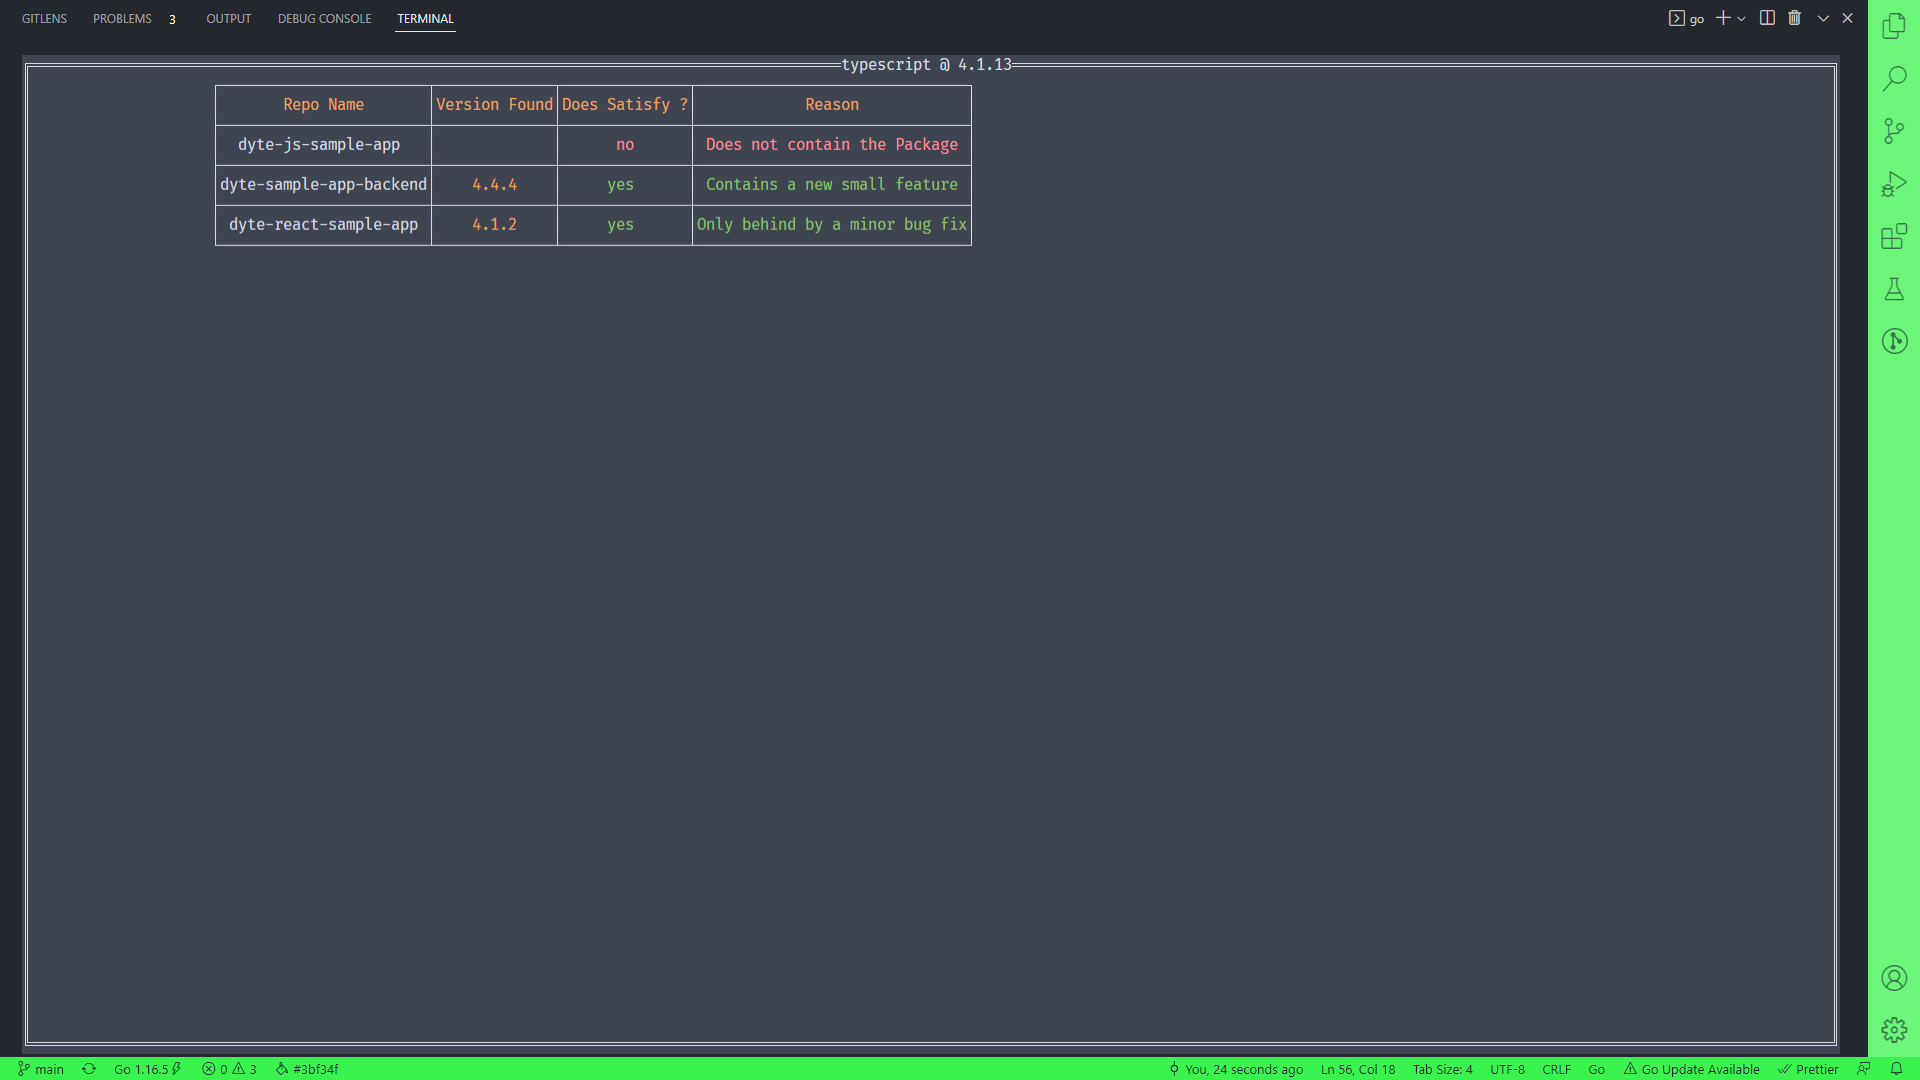 GITLENS PROBLEMS 3 OUTPUT DEBUG CONSOLE TERMINAL go
typescript @ 4.1.13
Repo Name Version Found Does Satisfy ? Reason
dyte-js-sample-app no Does not contain the Package
dyte-sample-app-backend 4.4.4 yes Contains a new small feature
dyte-react-sample-app 4.1.2 yes Only behind by a minor bug fix
main Go 1.16.5 0 3 #3bf34f You, 24 seconds ago Ln 56, Col 18 Tab Size: 4 UTF-8 CRLF Go Go Update Available Prettier